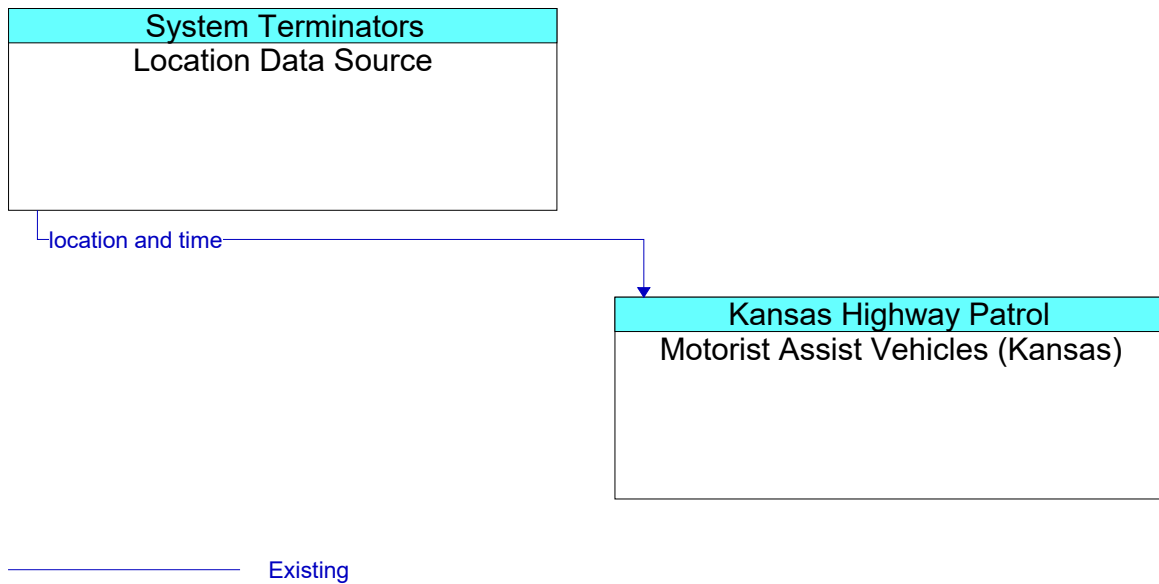 System Terminators
Location Data Source
location and time
Kansas Highway Patrol
Motorist Assist Vehicles (Kansas)
Existing